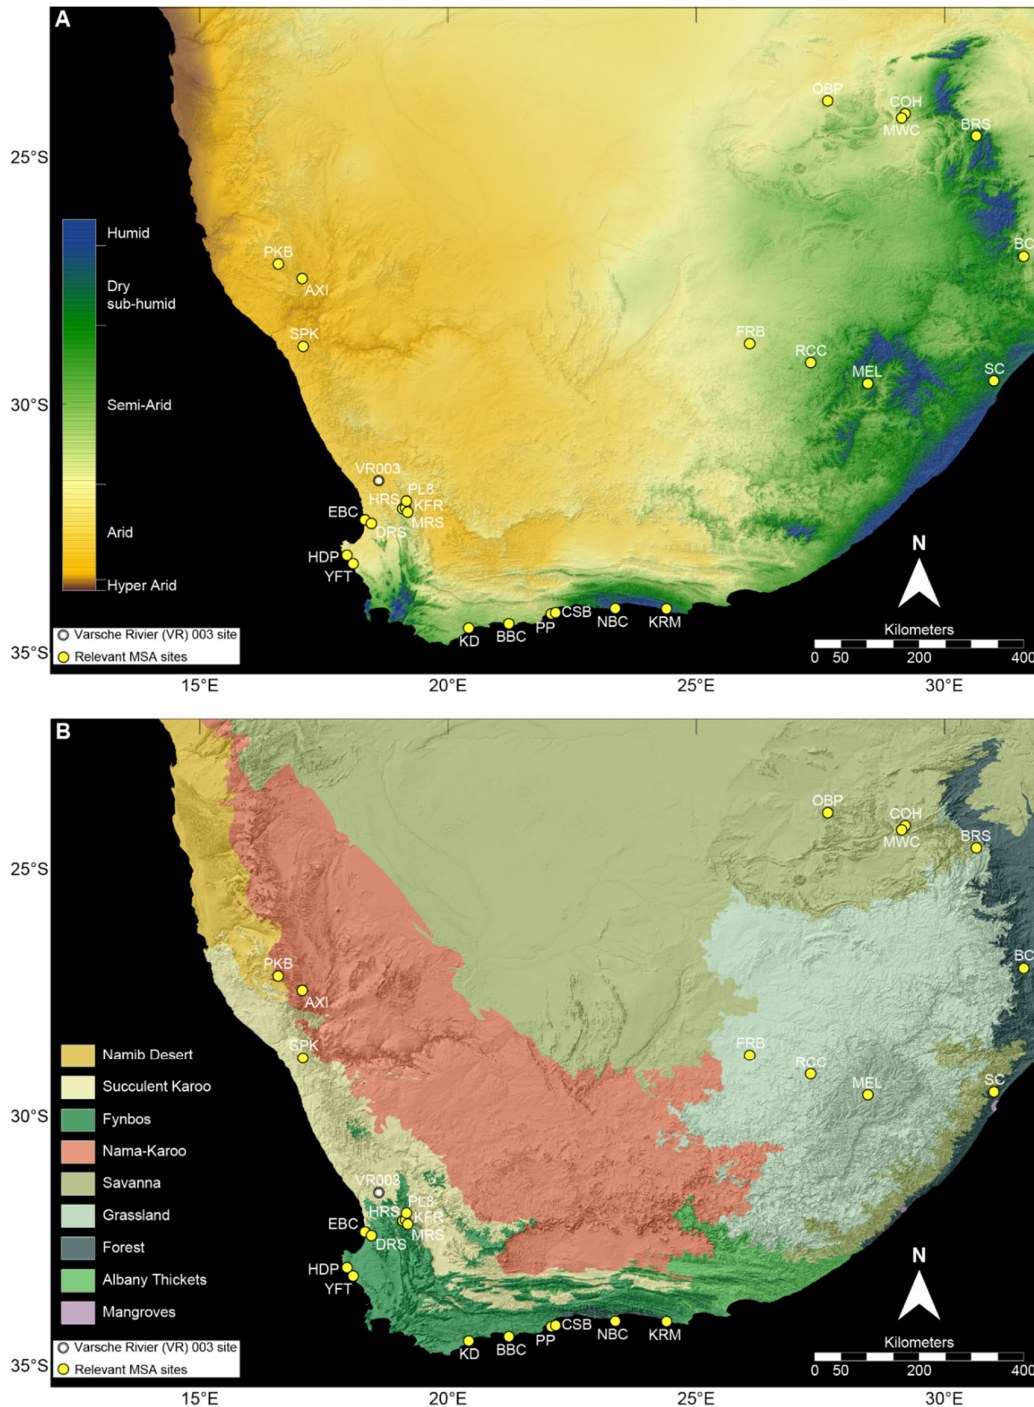 A
OBP
COH
MWC
BRS
25°S
Humid
PKB
BC
AXI
Dry
sub-humid
SPK
FRB
RCC
MEL
SC
Semi-Arid
30°S
VR003
PL8
HRS
KFR
EBC
MRS
DRS
Arid
HDP
N
YFT
Hyper Arid
CSB
Kilometers
Varsche Rivier (VR) 003 site
PP
NBC
KRM
KD
BBC
0 50 200 400
Relevant MSA sites
35°S
15°E 20°E 25°E 30°E
B
OBP
COH
MWC
BRS
25°S
PKB
BC
AXI
SPK
FRB
Namib Desert
RCC
MEL
SC
Succulent Karoo
Fynbos
30°S
Nama-Karoo
Savanna
VR003
PL8
HRS
KFR
Grassland
EBC
MRS
DRS
Forest
HDP
N
Albany Thickets
YFT
Mangroves
CSB
PP
NBC
KRM
Kilometers
Varsche Rivier (VR) 003 site
KD
BBC
Relevant MSA sites
0 50 200 400
35°S
15°E 20°E 25°E 30°E